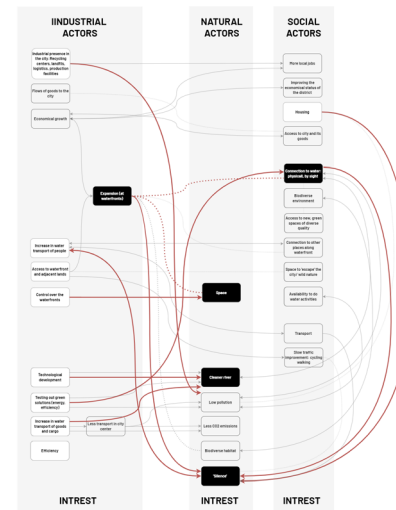 IINDUSTRIAL
ACTORS
NATURAL
ACTORS
SOCIAL
ACTORS
Industrial presence in
the city: Recycling
centers, landfills,
logistics, production
facilities
Flows of goods to the
city
Economical growth
Expansion (at
waterfronts)
Increase in water
transport of people
Access to waterfront
and adjacent lands
Control over the
waterfronts
Technological
development
Testing out green
solutions (energy,
efficiency)
Increase in water
transport of goods
and cargo
Less transport in city
center
Efficiency
Space
Cleaner river
Low pollution
Less CO2 emissions
Biodiverse habitat
'Silence'
More local jobs
Improving the
economical status of
the district
Housing
Access to city and its
goods
Connection to water:
physicall, by sight
Biodiverse
environment
Access to new, green
spaces of diverse
quality
Connection to other
places along
waterfront
Space to 'escape' the
city/ wild nature
Availability to do
water activities
Transport
Slow traffic
improvement: cycling
walking
INTREST
INTREST
INTREST